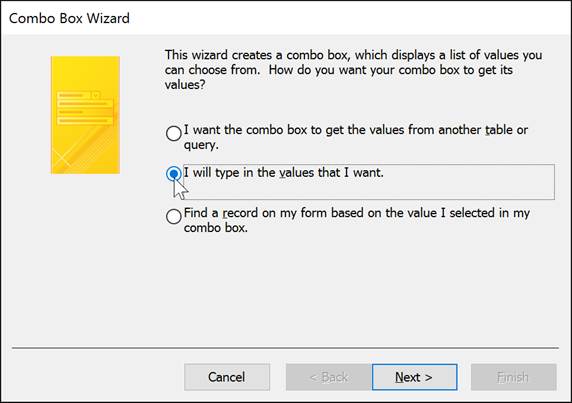 Combo Box Wizard
This wizard creates a combo box, which displays a list of values you
can choose from.  How do you want your combo box to get its
values?
I want the combo box to get the values from another table or
query.
I will type in the values that I want.
Find a record on my form based on the value I selected in my
combo box.
Cancel
< Back
Next >
Finish